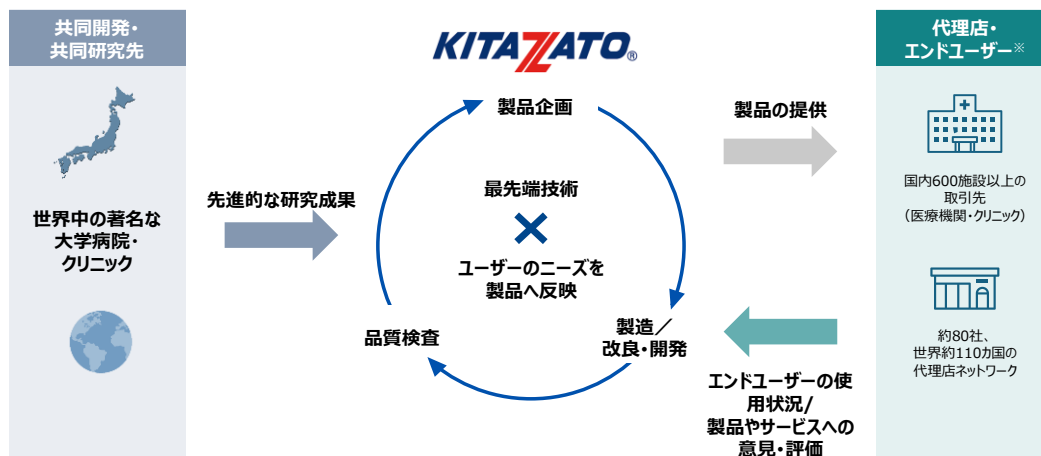 共同開発・
共同研究先
世界中の著名な
大学病院・
クリニック
先進的な研究成果
KITAZATO®
製品企画
最先端技術
ユーザーのニーズを
製品へ反映
品質検査
製造／
改良・開発
製品の提供
エンドユーザーの使
用状況/
製品やサービスへの
意見・評価
代理店・
エンドユーザー※
国内600施設以上の
取引先
（医療機関・クリニック）
約80社、
世界約110カ国の
代理店ネットワーク